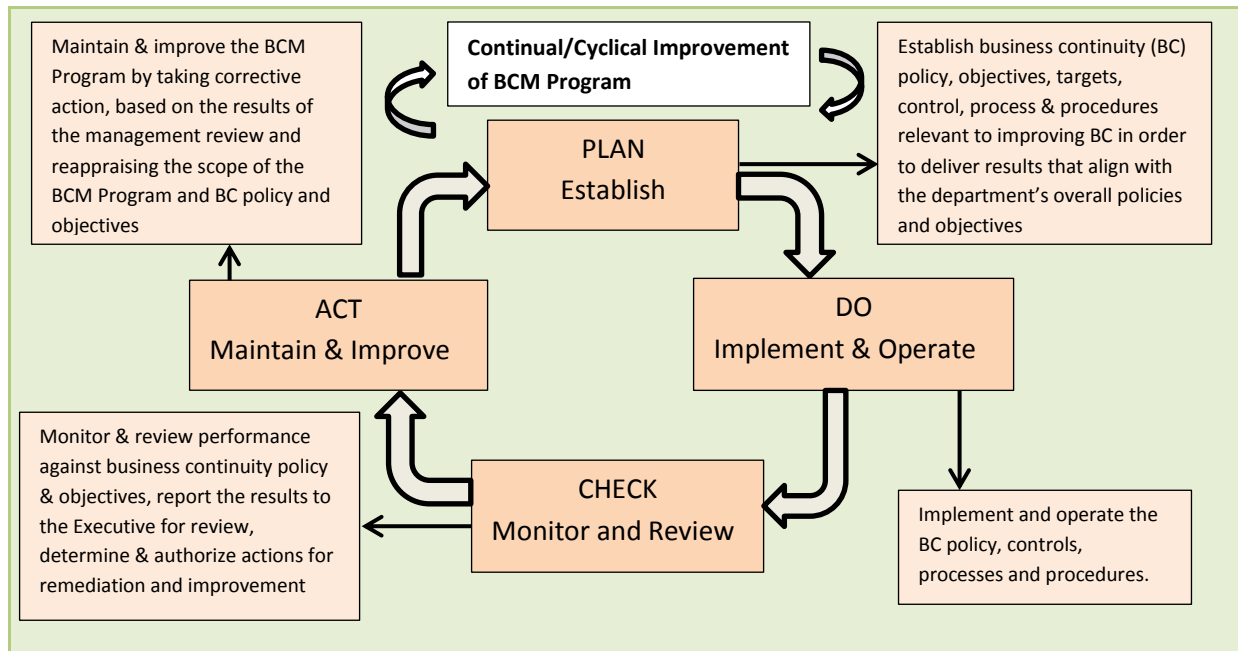 Maintain & improve the BCM
Program by taking corrective
action, based on the results of
the management review and
reappraising the scope of the
BCM Program and BC policy and
objectives
Continual/Cyclical Improvement
of BCM Program
Establish business continuity (BC)
policy, objectives, targets,
control, process & procedures
relevant to improving BC in order
to deliver results that align with
the department’s overall policies
and objectives
PLAN
Establish
ACT
Maintain & Improve
DO
Implement & Operate
Monitor & review performance
against business continuity policy
& objectives, report the results to
the Executive for review,
determine & authorize actions for
remediation and improvement
CHECK
Monitor and Review
Implement and operate the
BC policy, controls,
processes and procedures.